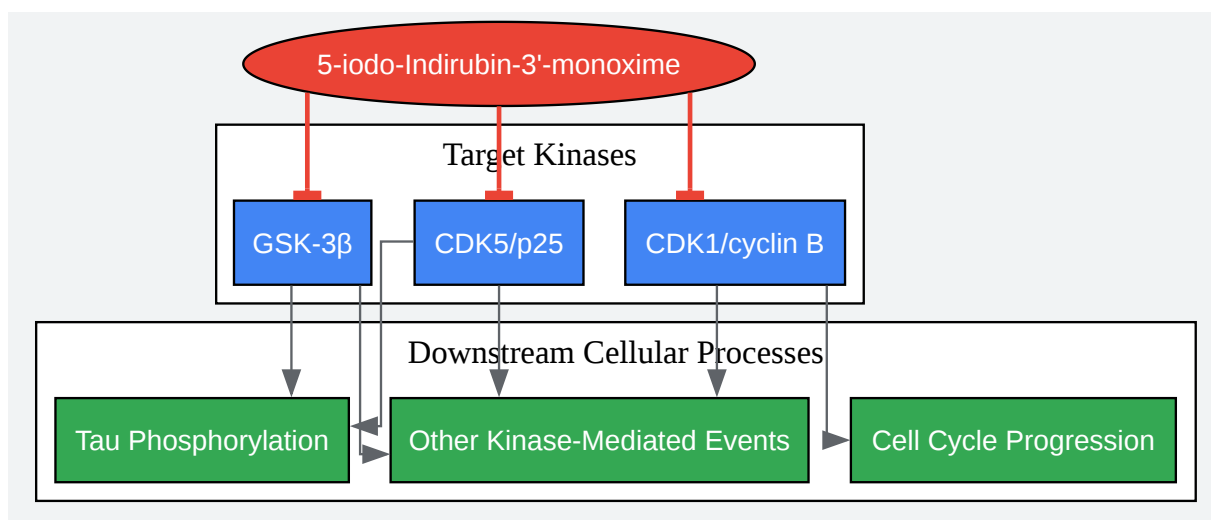 5-iodo-Indirubin-3'-monoxime
Target Kinases
GSK-3β
CDK5/p25
CDK1/cyclin B
Downstream Cellular Processes
Tau Phosphorylation
Other Kinase-Mediated Events
Cell Cycle Progression